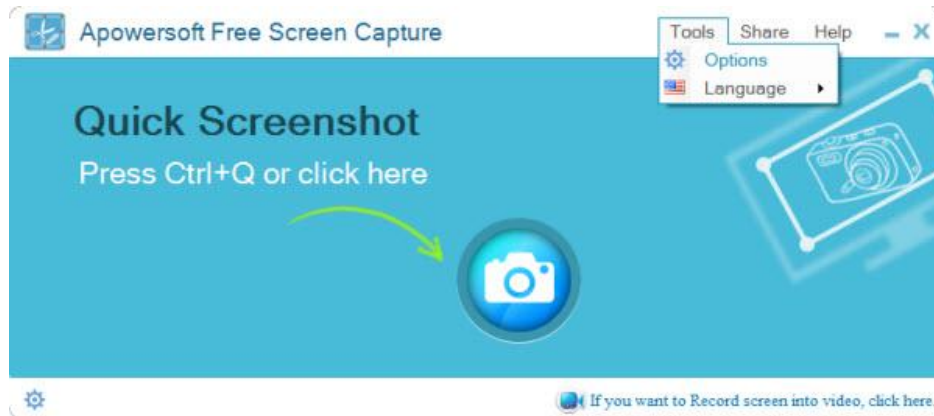 Apowersoft Free Screen Capture
Tools Share Help
Options
Language
Quick Screenshot
Press Ctrl+Q or click here
If you want to Record screen into video, click here